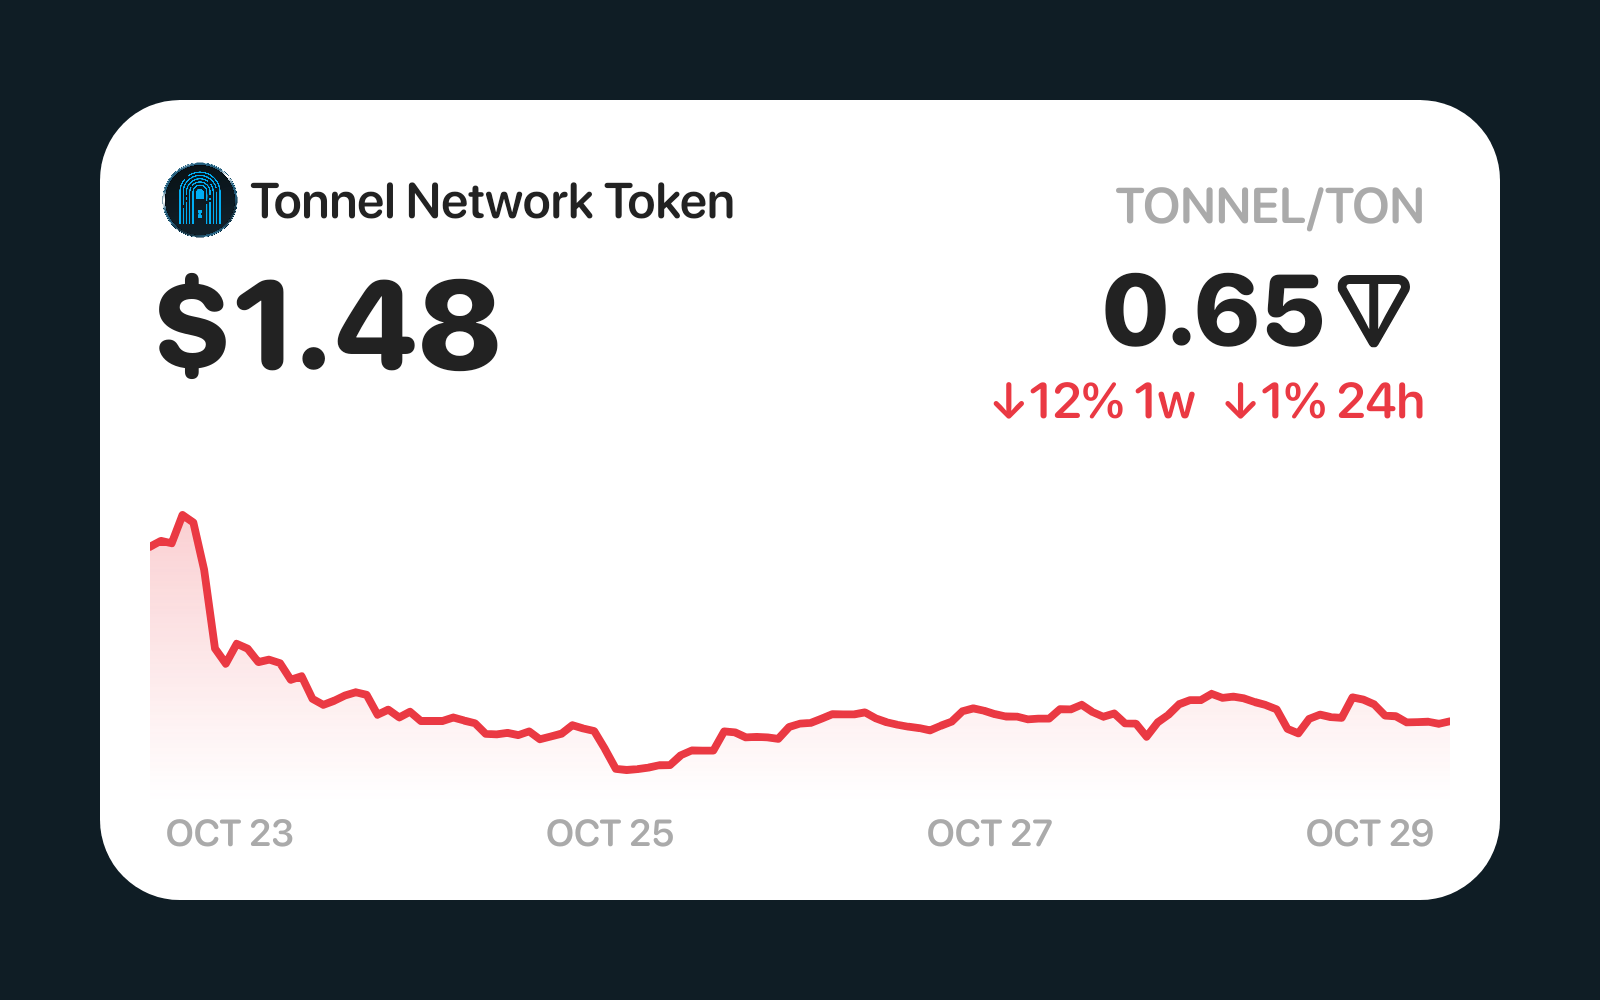 Tonnel Network Token
TONNEL/TON
$1.48
0.65
↓12% 1w ↓1% 24h
OCT 23 OCT 25 OCT 27 OCT 29